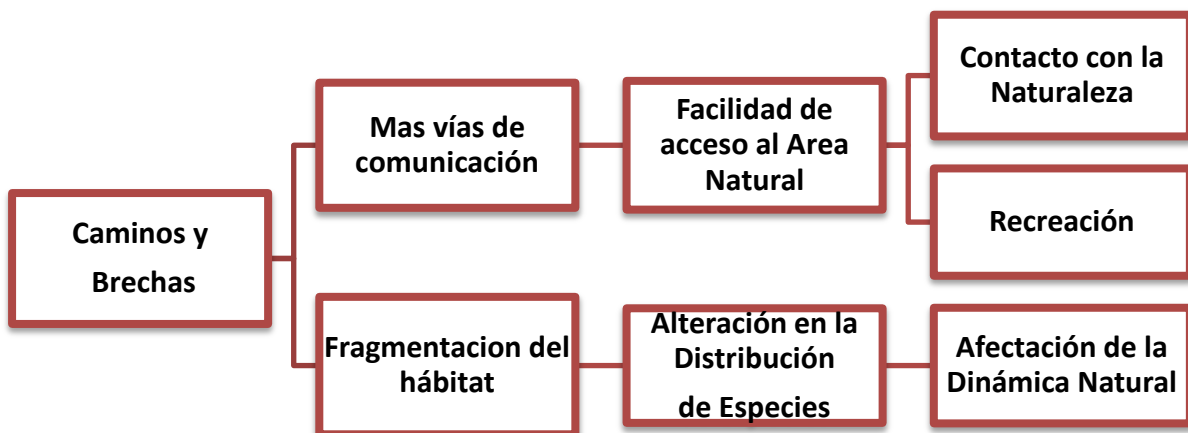 Caminos y
Brechas
Mas vías de
comunicación
Facilidad de
acceso al Area
Natural
Contacto con la
Naturaleza
Recreación
Fragmentacion del
hábitat
Alteración en la
Distribución
de Especies
Afectación de la
Dinámica Natural